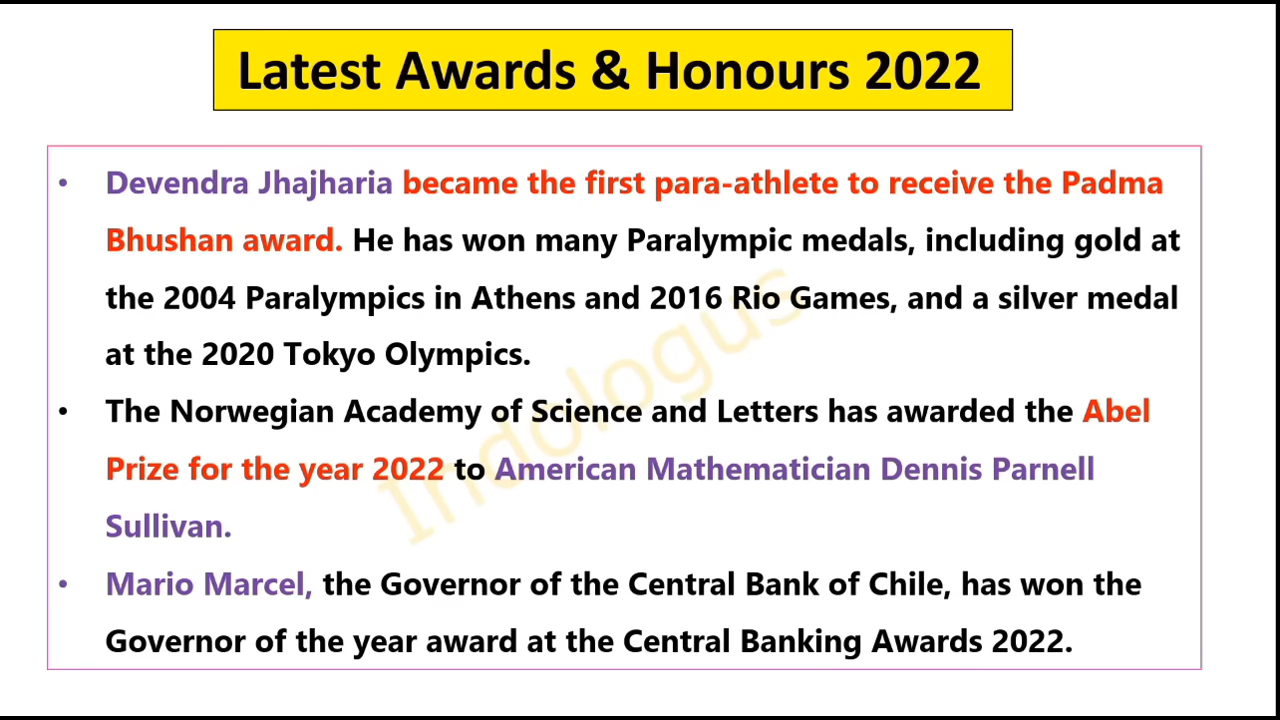 Latest Awards & Honours 2022
• Devendra Jhajharia became the first para-athlete to receive the Padma
Bhushan award. He has won many Paralympic medals, including gold at
the 2004 Paralympics in Athens and 2016 Rio Games, and a silver medal
at the 2020 Tokyo Olympics.
• The Norwegian Academy of Science and Letters has awarded the Abel
Prize for the year 2022 to American Mathematician Dennis Parnell
Sullivan.
• Mario Marcel, the Governor of the Central Bank of Chile, has won the
Governor of the year award at the Central Banking Awards 2022.
Indologus